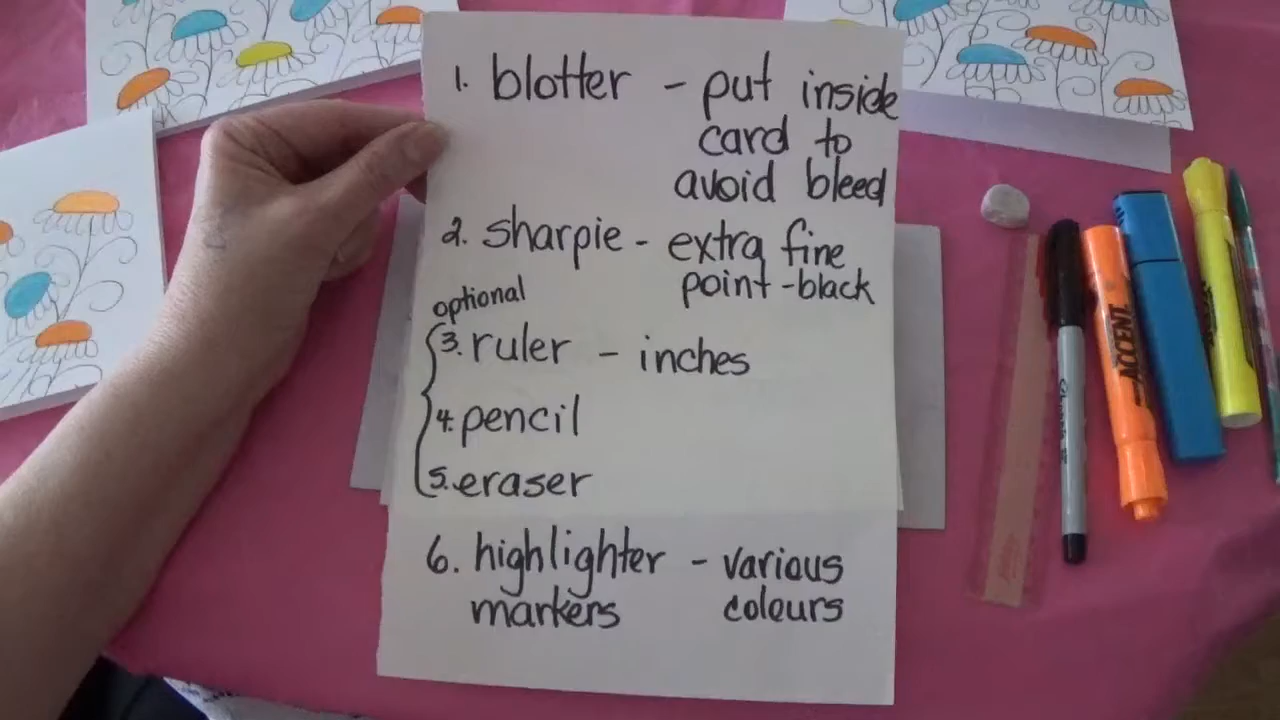 1. blotter - put inside
card to
avoid bleed
2. sharpie - extra fine
point - black
optional
3. ruler - inches
4. pencil
5. eraser
6. highlighter - various
markers colours
ACCENT
Sharpie